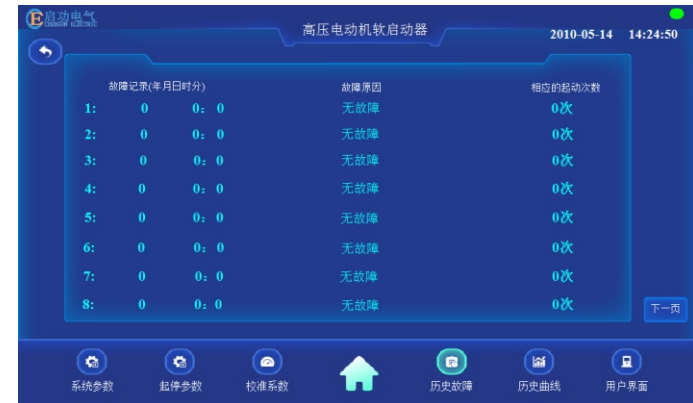 启动电气
高压电动机软启动器
2010-05-14 14:24:50
故障记录(年月日时分) 故障原因 相应的起动次数
1: 0 0: 0 无故障 0次
2: 0 0: 0 无故障 0次
3: 0 0: 0 无故障 0次
4: 0 0: 0 无故障 0次
5: 0 0: 0 无故障 0次
6: 0 0: 0 无故障 0次
7: 0 0: 0 无故障 0次
8: 0 0: 0 无故障 0次
下一页
系统参数 起停参数 校准系数 历史故障 历史曲线 用户界面